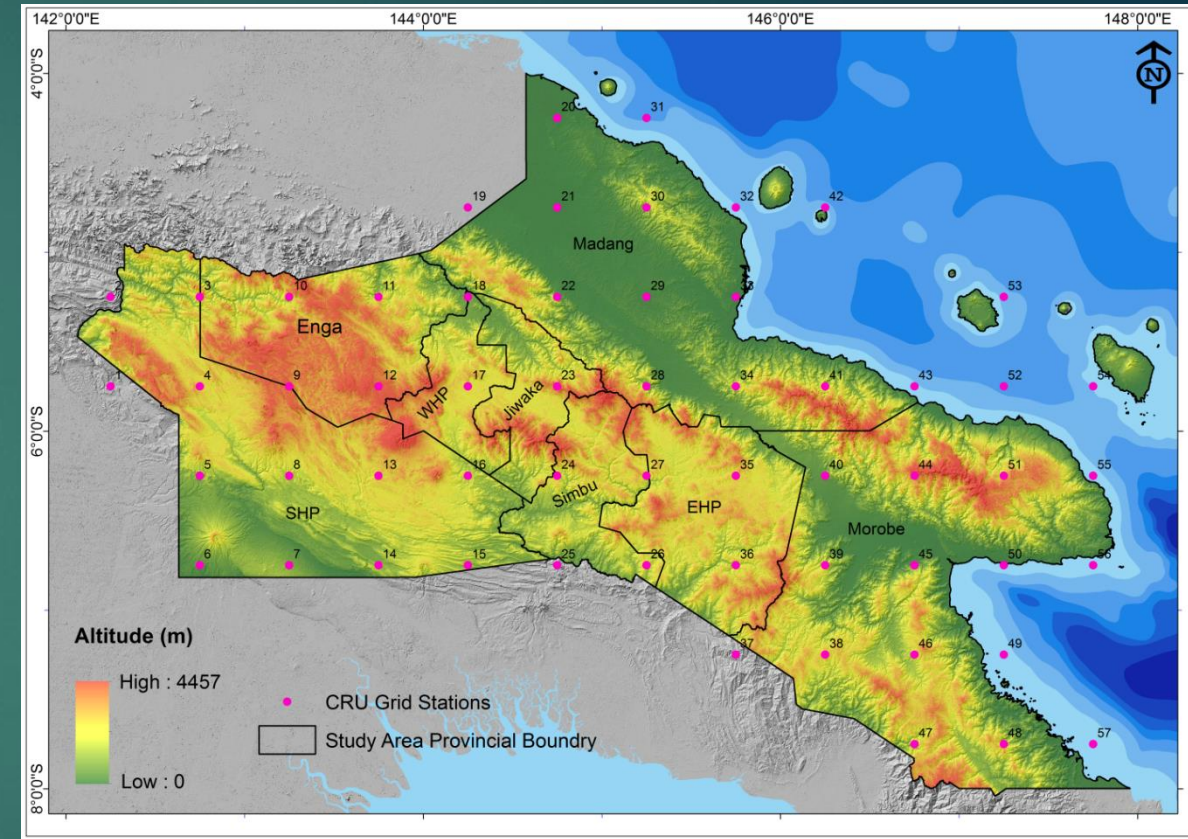 142°0'0"E 144°0'0"E 146°0'0"E 148°0'0"E
4°0'0"S
N
20 31
19 21 30 32 42
Madang
3 10 11 18 22 29 33 53
Enga
1 4 9 12 17 23 28 34 41 43 52 54
WHP Jiwaka
6°0'0"S
5 8 13 16 24 27 35 40 44 51 55
Simbu
SHP EHP Morobe
6 7 14 15 25 26 36 39 45 50 56
Altitude (m)
37 38 46 49
High : 4457
CRU Grid Stations
Study Area Provincial Boundry
47 48 57
Low : 0
8°0'0"S